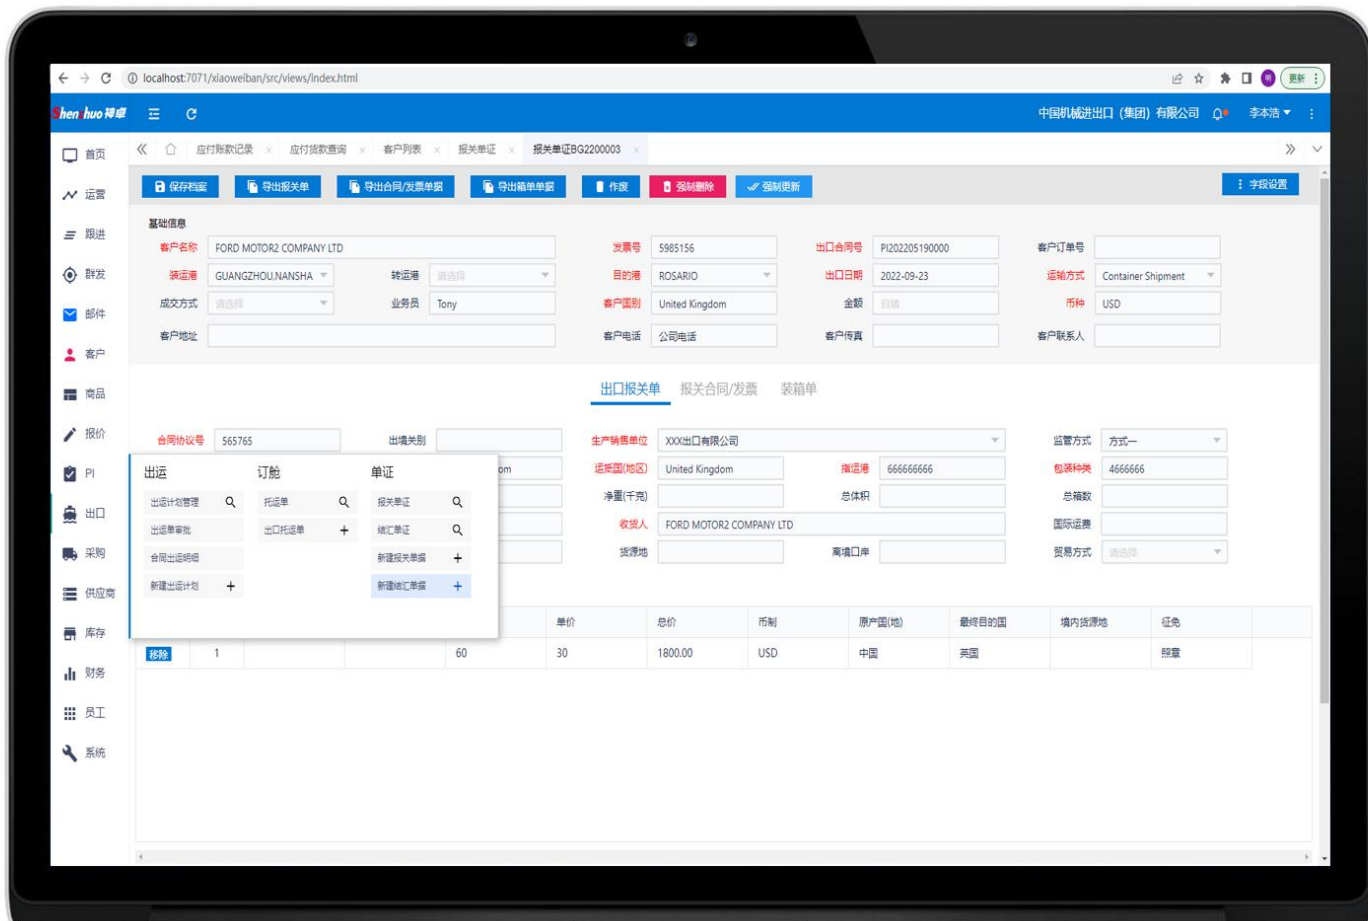 localhost:7071/xiaoweiban/src/views/index.html 更新
Shen huo 神卓 中国机械进出口（集团）有限公司 李本浩
首页 应付账款记录 应付货款查询 客户列表 报关单证 报关单证BG2200003
运营 保存档案 导出报关单 导出合同/发票单据 导出箱单单据 作废 强制删除 强制更新 字段设置
跟进
群发
邮件
客户
商品
报价
PI
出口
采购
供应商
库存
财务
员工
系统
基础信息
客户名称 FORD MOTOR2 COMPANY LTD 发票号 5985156 出口合同号 PI202205190000 客户订单号
装运港 GUANGZHOU,NANSHA 转运港 请选择 目的港 ROSARIO 出口日期 2022-09-23 运输方式 Container Shipment
成交方式 请选择 业务员 Tony 客户国别 United Kingdom 金额 自填 币种 USD
客户地址 客户电话 公司电话 客户传真 客户联系人
出口报关单 报关合同/发票 装箱单
合同协议号 565765 出境关别 生产销售单位 XXX出口有限公司 监管方式 方式一
om 运抵国(地区) United Kingdom 指运港 666666666 包装种类 4666666
净重(千克) 总体积 总箱数
收货人 FORD MOTOR2 COMPANY LTD 国际运费
货源地 离境口岸 贸易方式 请选择
出运 订舱 单证
出运计划管理 托运单 报关单证
出运单审批 出口托运单 + 结汇单证
合同出运明细 新建报关单据 +
新建出运计划 + 新建结汇单据 +
单价 总价 币制 原产国(地) 最终目的国 境内货源地 征免
移除 1 60 30 1800.00 USD 中国 英国 照章